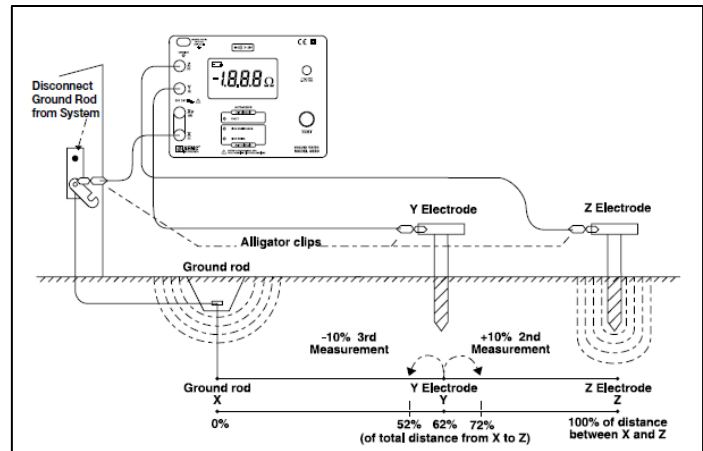 Disconnect
Ground Rod
from System
-1.8.8.8 Ω
Z
Y
X
TEST
Y Electrode
Z Electrode
Alligator clips
Ground rod
-10% 3rd
Measurement
+10% 2nd
Measurement
Ground rod
X
Y Electrode
Y
Z Electrode
Z
0%
52%
62%
72%
100% of distance
between X and Z
(of total distance from X to Z)